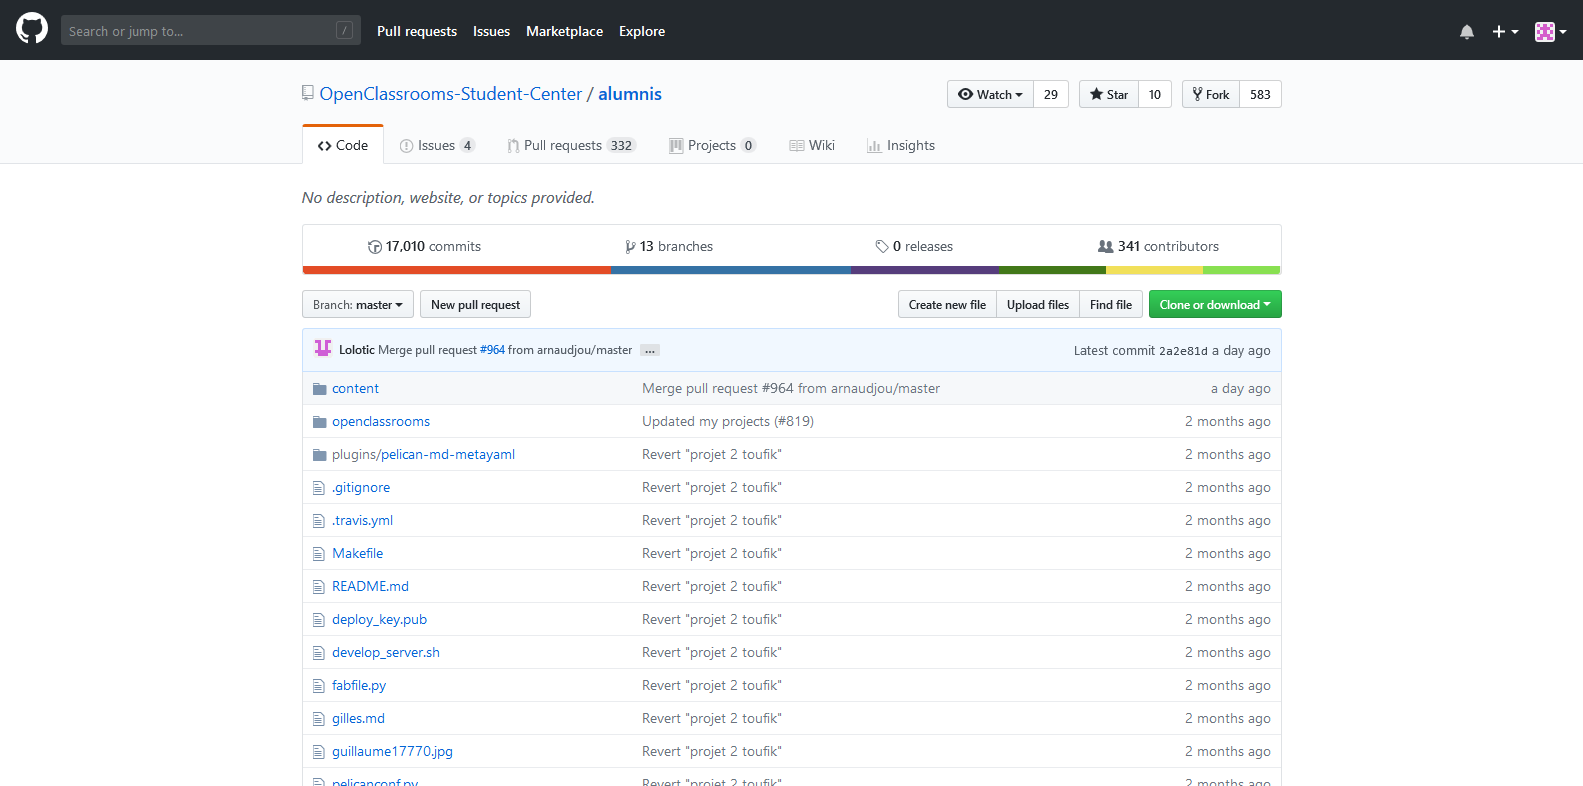 Search or jump to... / Pull requests Issues Marketplace Explore
OpenClassrooms-Student-Center / alumnis Watch 29 Star 10 Fork 583
Code Issues 4 Pull requests 332 Projects 0 Wiki Insights
No description, website, or topics provided.
17,010 commits 13 branches 0 releases 341 contributors
Branch: master New pull request Create new file Upload files Find file Clone or download
Lolotic Merge pull request #964 from arnaudjou/master ... Latest commit 2a2e81d a day ago
content Merge pull request #964 from arnaudjou/master a day ago
openclassrooms Updated my projects (#819) 2 months ago
plugins/pelican-md-metayaml Revert "projet 2 toufik" 2 months ago
.gitignore Revert "projet 2 toufik" 2 months ago
.travis.yml Revert "projet 2 toufik" 2 months ago
Makefile Revert "projet 2 toufik" 2 months ago
README.md Revert "projet 2 toufik" 2 months ago
deploy_key.pub Revert "projet 2 toufik" 2 months ago
develop_server.sh Revert "projet 2 toufik" 2 months ago
fabfile.py Revert "projet 2 toufik" 2 months ago
gilles.md Revert "projet 2 toufik" 2 months ago
guillaume17770.jpg Revert "projet 2 toufik" 2 months ago
pelicanconf.py Revert "projet 2 toufik" 2 months ago